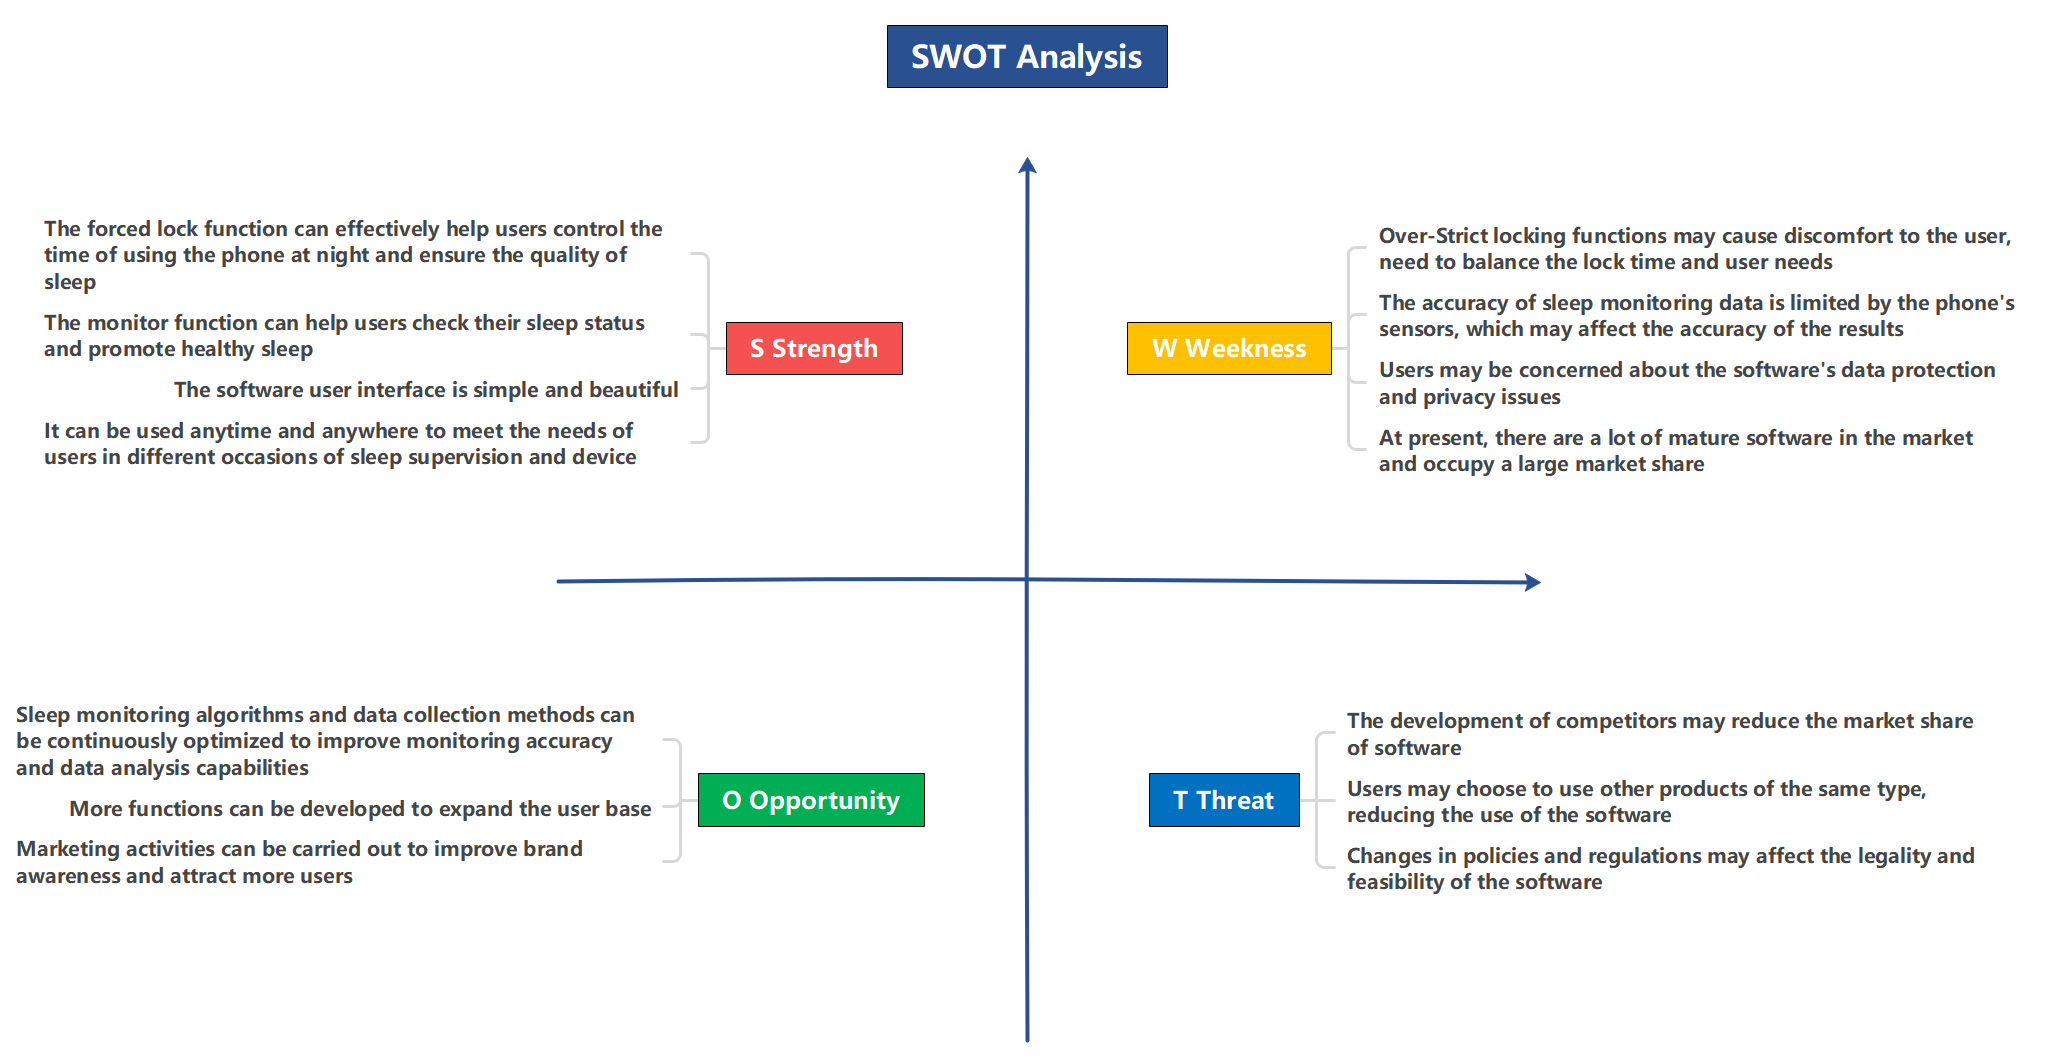 SWOT Analysis
The forced lock function can effectively help users control the
time of using the phone at night and ensure the quality of
sleep
The monitor function can help users check their sleep status
and promote healthy sleep
The software user interface is simple and beautiful
It can be used anytime and anywhere to meet the needs of
users in different occasions of sleep supervision and device
S Strength
W Weekness
Over-Strict locking functions may cause discomfort to the user,
need to balance the lock time and user needs
The accuracy of sleep monitoring data is limited by the phone's
sensors, which may affect the accuracy of the results
Users may be concerned about the software's data protection
and privacy issues
At present, there are a lot of mature software in the market
and occupy a large market share
Sleep monitoring algorithms and data collection methods can
be continuously optimized to improve monitoring accuracy
and data analysis capabilities
More functions can be developed to expand the user base
Marketing activities can be carried out to improve brand
awareness and attract more users
O Opportunity
T Threat
The development of competitors may reduce the market share
of software
Users may choose to use other products of the same type,
reducing the use of the software
Changes in policies and regulations may affect the legality and
feasibility of the software